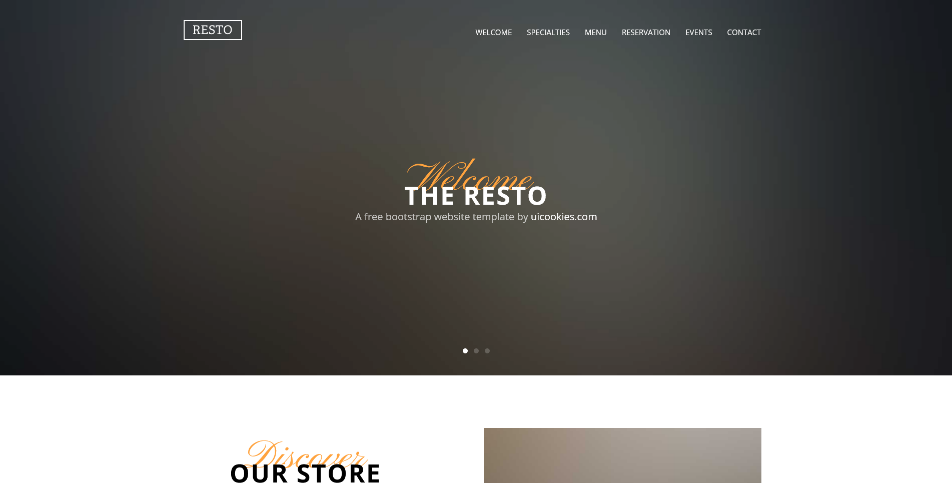 RESTO
WELCOME SPECIALTIES MENU RESERVATION EVENTS CONTACT
Welcome
THE RESTO
A free bootstrap website template by uicookies.com
Discover
OUR STORE